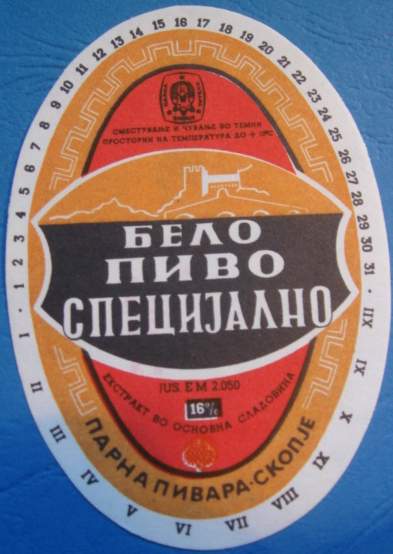 1 2 3 4 5 6 7 8 9 10 11 12 13 14 15 16 17 18 19 20 21 22 23 24 25 26 27 28 29 30 31
СМЕСТУВАЊЕ И ЧУВАЊЕ ВО ТЕМНИ
ПРОСТОРИИ НА ТЕМПЕРАТУРА ДО + 12°C
БЕЛО
ПИВО
СПЕЦИЈАЛНО
JUS. E M 2.050
16%
ЕКСТРАКТ ВО ОСНОВНА СЛАДОВИНА
ПАРНА ПИВАРА · СКОПЈЕ
I II III IV V VI VII VIII IX X XI XII